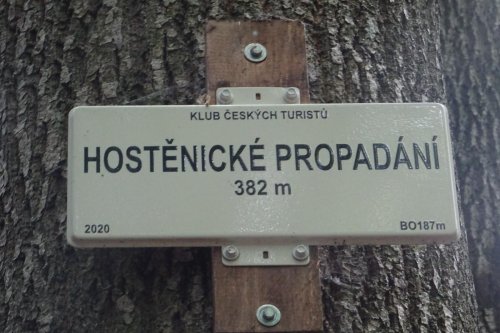 KLUB ČESKÝCH TURISTŮ
HOSTĚNICKÉ PROPADÁNÍ
382 m
2020 BO187m